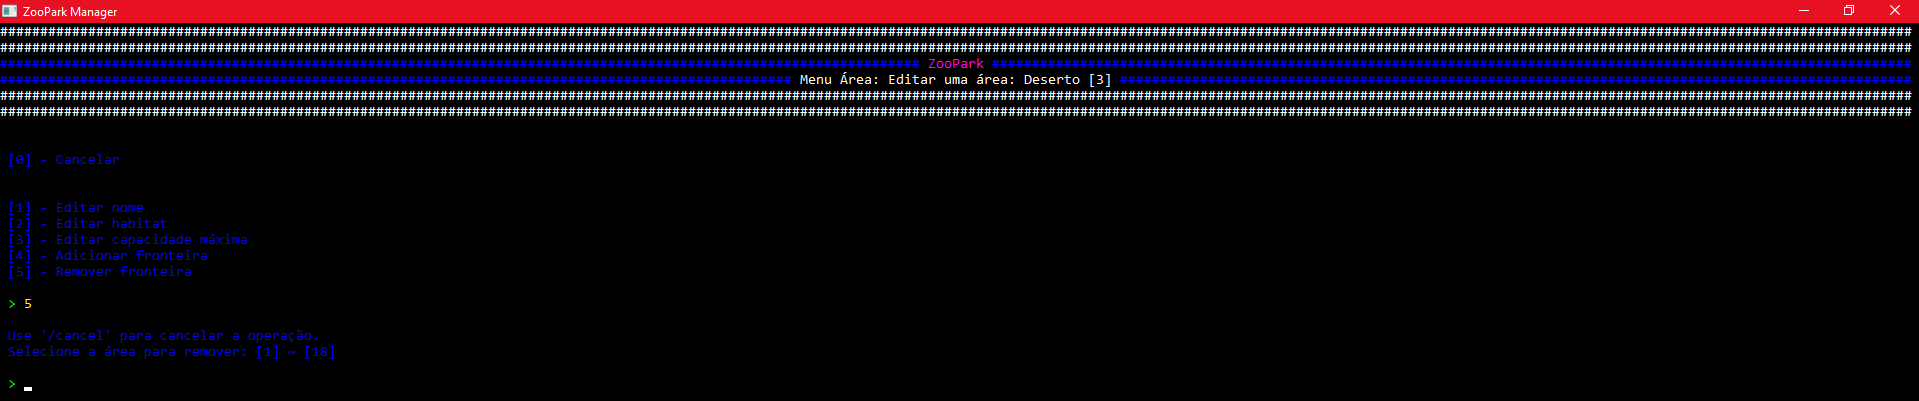 ZooPark Manager
################################################################################
################################################################################
################################ ZooPark ################################
######################## Menu Área: Editar uma área: Deserto [3] ########################
################################################################################
################################################################################
[0] - Cancelar
[1] - Editar nome
[2] - Editar habitat
[3] - Editar capacidade máxima
[4] - Adicionar fronteira
[5] - Remover fronteira
> 5
Use '/cancel' para cancelar a operação.
Selecione a área para remover: [1] ~ [18]
>